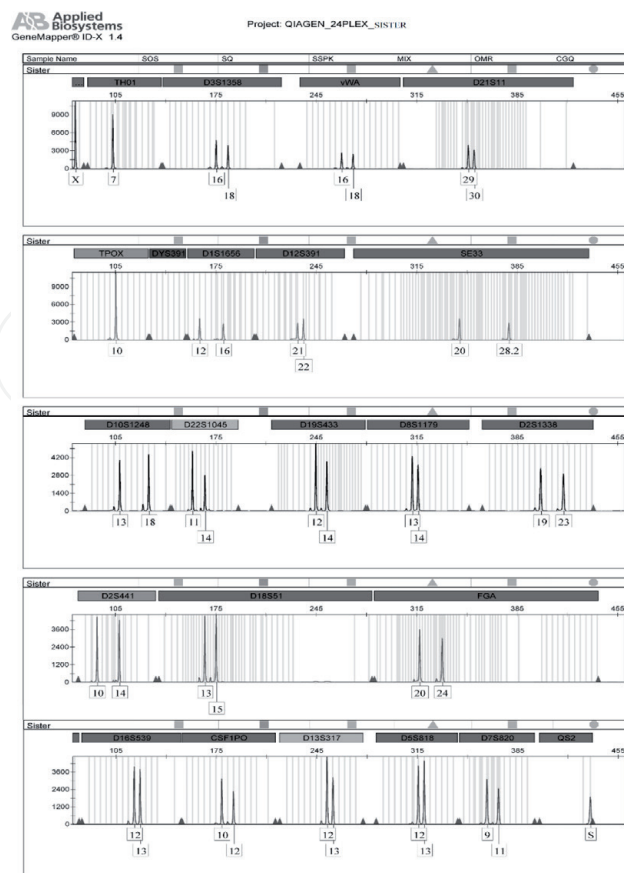 AB Applied
Biosystems
GeneMapper® ID-X 1.4
Project: QIAGEN_24PLEX_SISTER
Sample Name SOS SQ SSPK MIX OMR CGQ
Sister
TH01 D3S1358 vWA D21S11
105 175 245 315 385 455
9000
6000
3000
0
X 7 16 16 29
18 18 30
Sister
TPOX DYS391 D1S1656 D12S391 SE33
105 175 245 315 385 455
9000
6000
3000
0
10 12 16 21 20 28.2
22
Sister
D10S1248 D22S1045 D19S433 D8S1179 D2S1338
105 175 245 315 385 455
4200
2800
1400
0
13 18 11 12 13 19 23
14 14 14
Sister
D2S441 D18S51 FGA
105 175 245 315 385 455
3600
2400
1200
0
10 14 13 20 24
15
Sister
D16S539 CSF1PO D13S317 D5S818 D7S820 QS2
105 175 245 315 385 455
3600
2400
1200
0
12 10 12 12 9 S
13 12 13 13 11